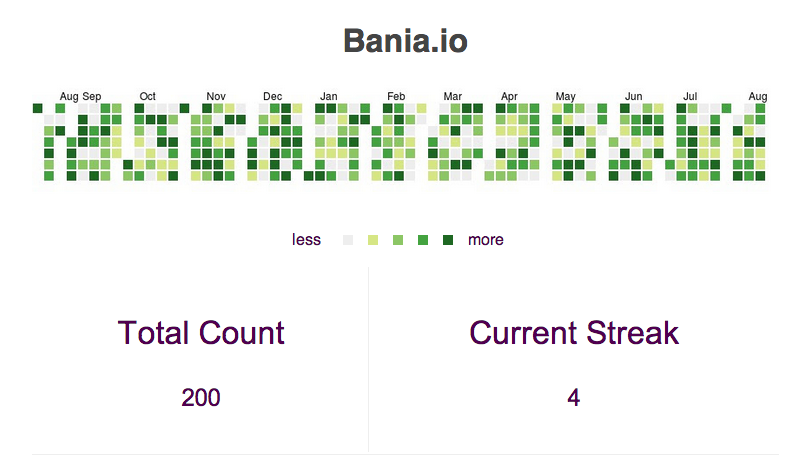 Bania.io
Aug Sep Oct Nov Dec Jan Feb Mar Apr May Jun Jul Aug
less more
Total Count Current Streak
200 4